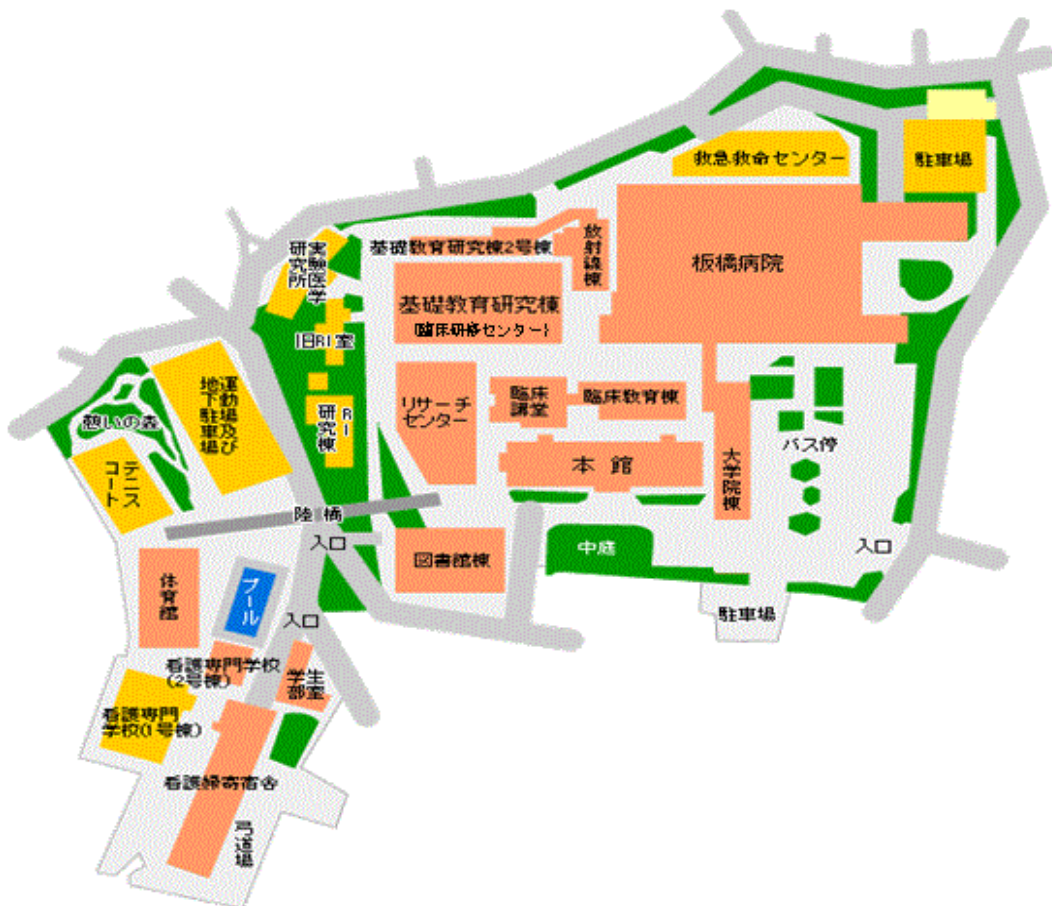 救急救命センター
駐車場
板橋病院
放射線棟
基礎教育研究棟2号棟
実験医学
研究所
基礎教育研究棟
(臨床研修センター)
旧RI室
運動場及び
地下駐車場
RI
研究棟
リサーチ
センター
臨床
講堂
臨床教育棟
憩いの森
テニス
コート
本館
大学院棟
バス停
陸橋
入口
図書館棟
中庭
入口
体育館
プール
入口
駐車場
看護専門学校
(2号棟)
学生
部室
看護専門
学校(1号棟)
看護婦寄宿舎
弓道場